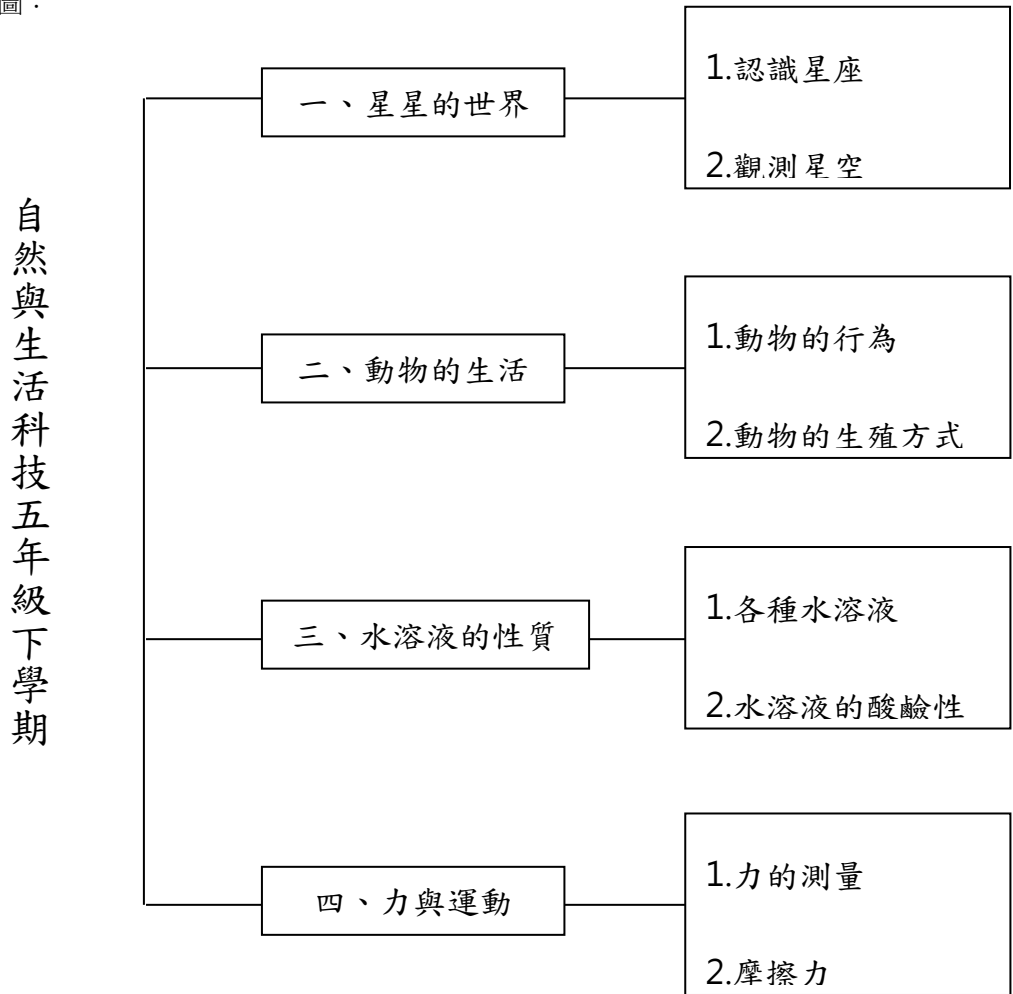 圖：
自然與生活科技五年級下學期
一、星星的世界
1.認識星座
2.觀測星空
二、動物的生活
1.動物的行為
2.動物的生殖方式
三、水溶液的性質
1.各種水溶液
2.水溶液的酸鹼性
四、力與運動
1.力的測量
2.摩擦力